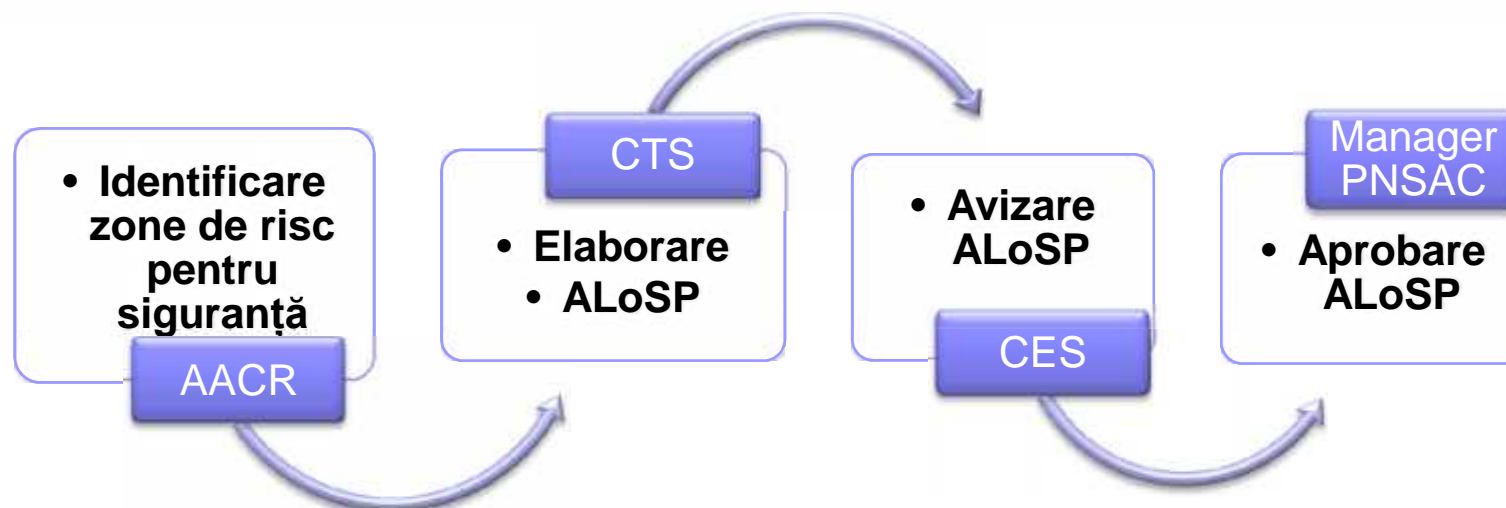 • Identificare
zone de risc
pentru
siguranță
AACR
CTS
• Elaborare
• ALoSP
• Avizare
ALoSP
CES
Manager
PNSAC
• Aprobare
ALoSP